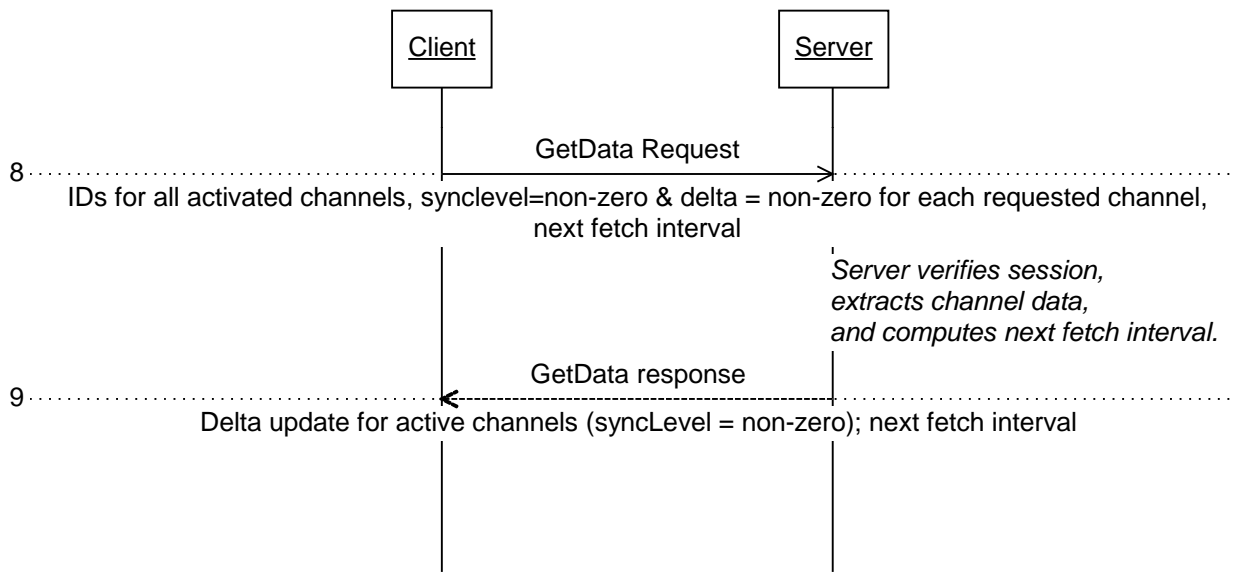 Client
Server
GetData Request
8
IDs for all activated channels, synclevel=non-zero & delta = non-zero for each requested channel,
next fetch interval
Server verifies session,
extracts channel data,
and computes next fetch interval.
GetData response
9
Delta update for active channels (syncLevel = non-zero); next fetch interval